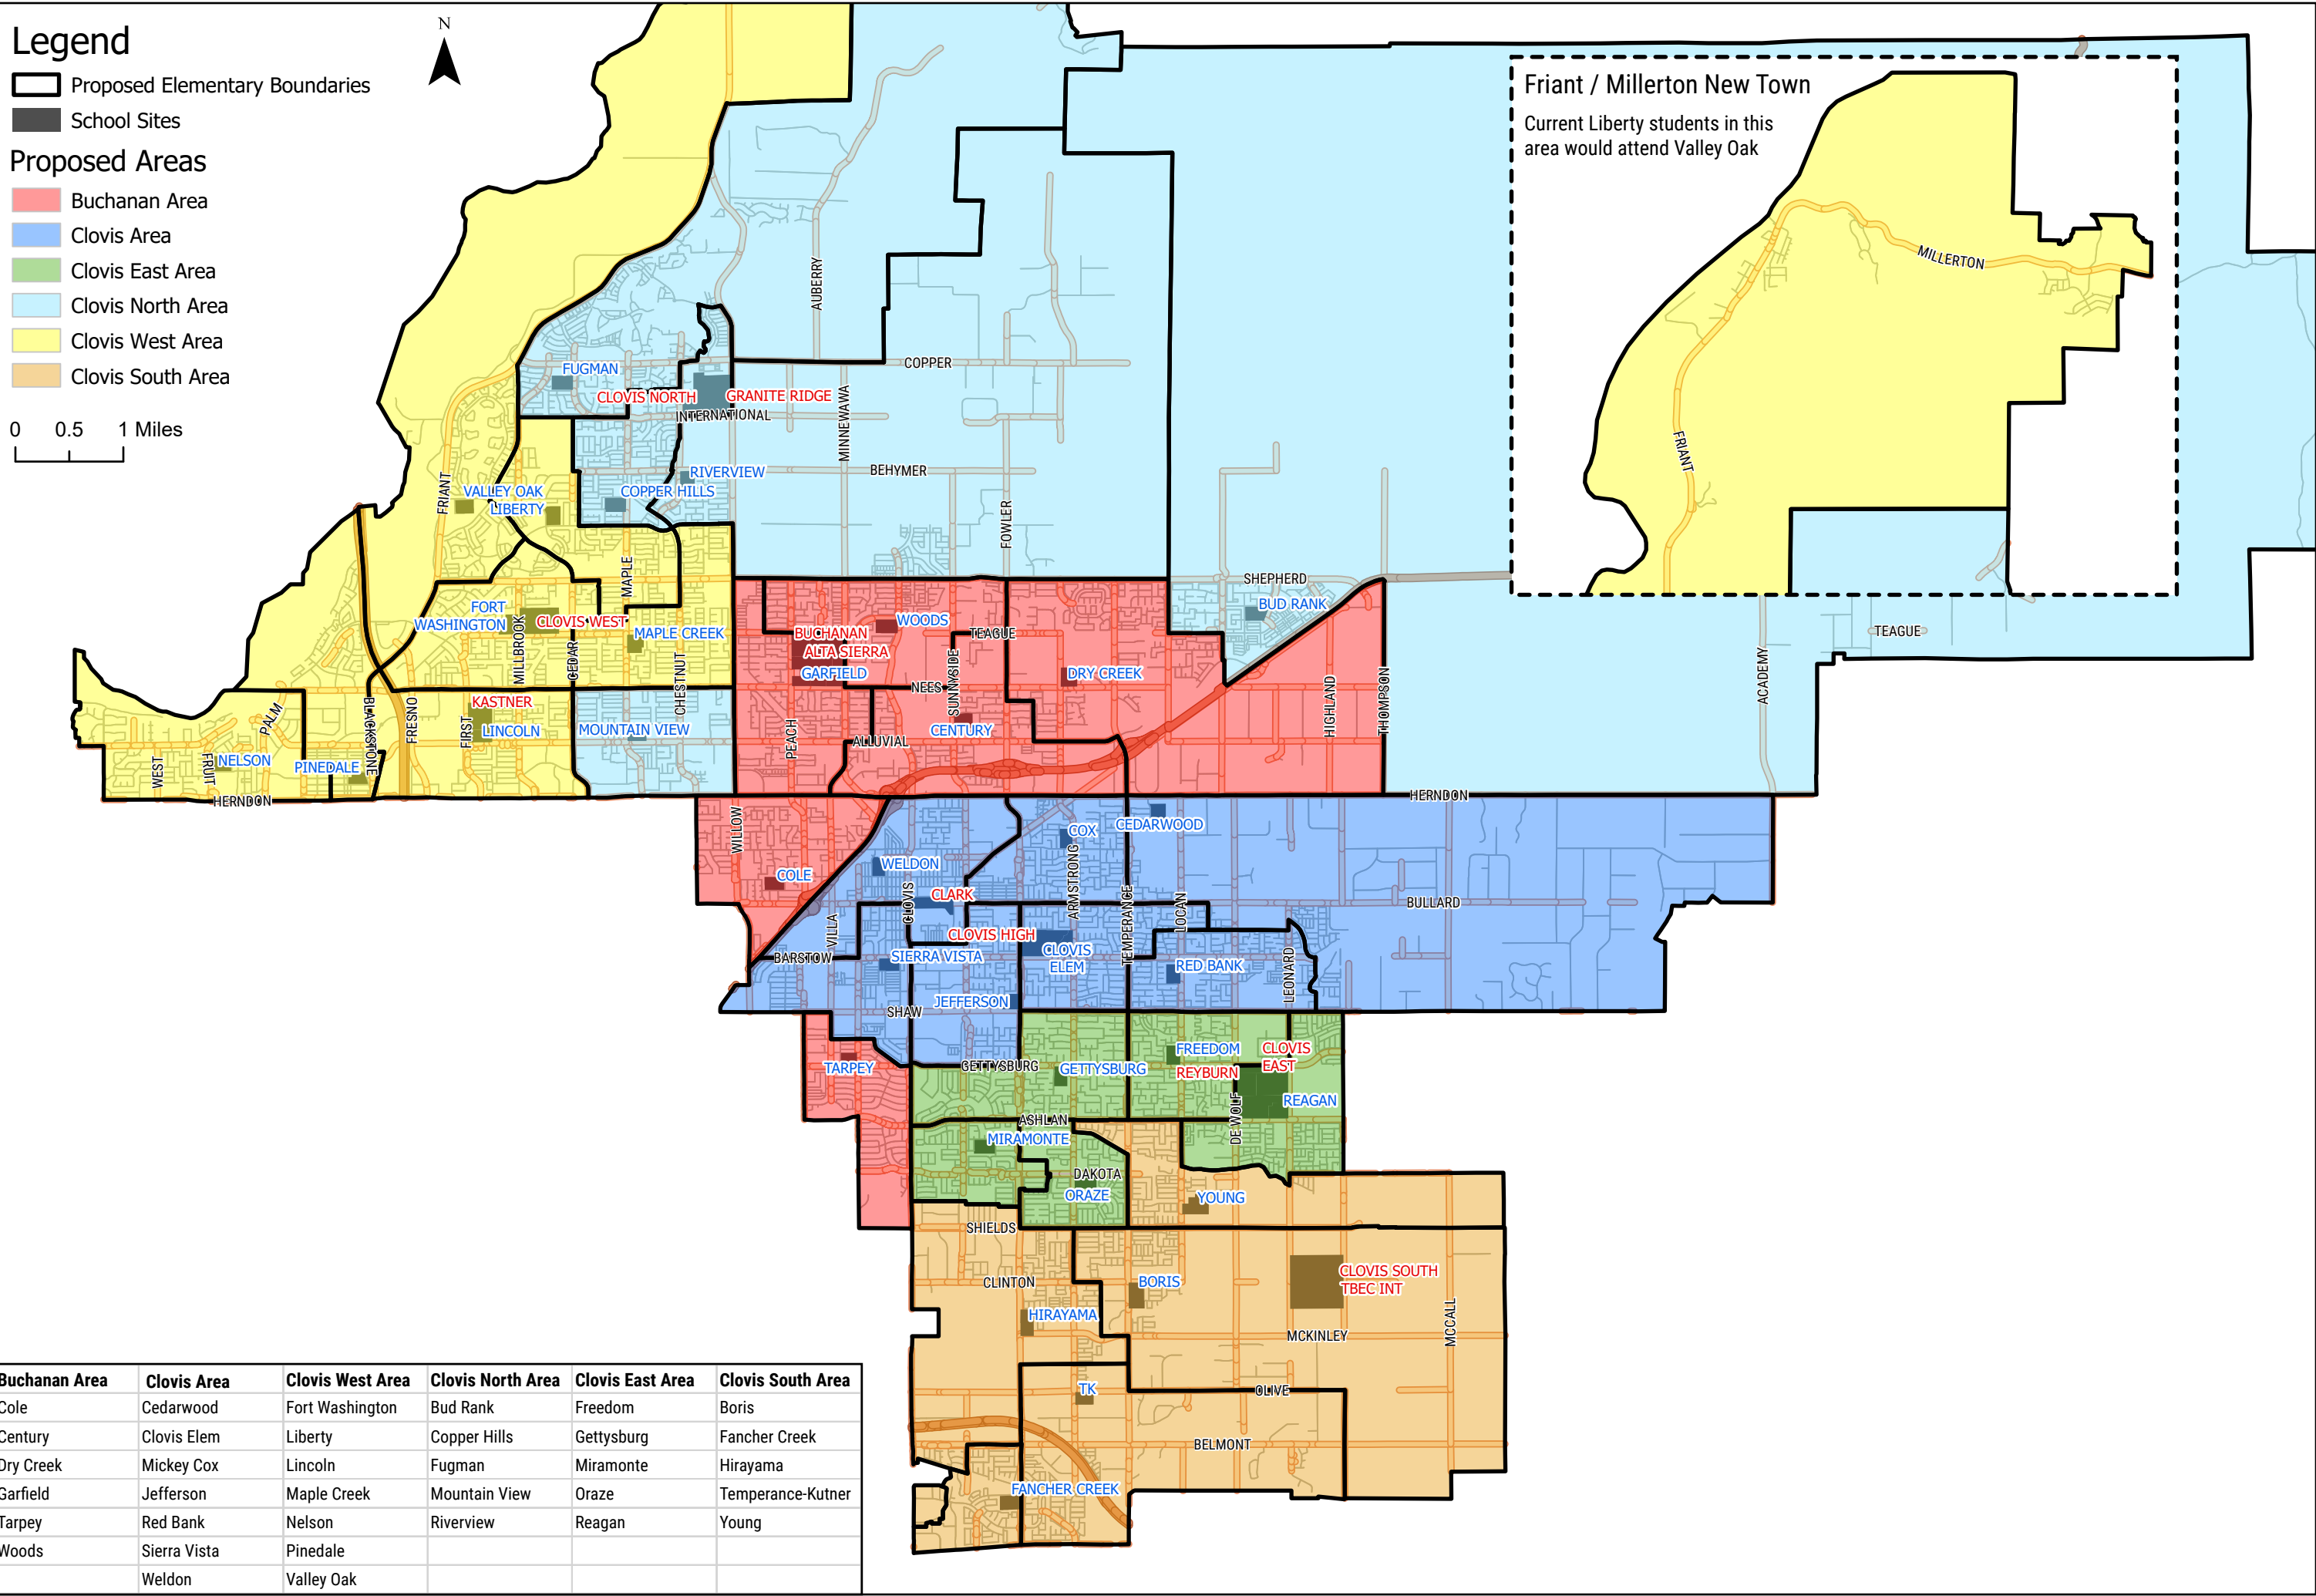 Legend
N
Proposed Elementary Boundaries
School Sites
Proposed Areas
Buchanan Area
Clovis Area
Clovis East Area
Clovis North Area
Clovis West Area
Clovis South Area
0 0.5 1 Miles
Friant / Millerton New Town
Current Liberty students in this
area would attend Valley Oak
MILLERTON
FRIANT
AUBERRY
COPPER
FUGMAN
CLOVIS NORTH
GRANITE RIDGE
INTERNATIONAL
MINNEWAWA
BEHYMER
RIVERVIEW
COPPER HILLS
FRIANT
VALLEY OAK
LIBERTY
FOWLER
MAPLE
SHEPHERD
BUD RANK
FORT
WASHINGTON
CLOVIS WEST
MILLBROOK
CEDAR
MAPLE CREEK
CHESTNUT
BUCHANAN
ALTA SIERRA
GARFIELD
WOODS
TEAGUE
SUNNYSIDE
DRY CREEK
NEES
TEAGUE
ACADEMY
HIGHLAND
THOMPSON
PALM
BLACKSTONE
FRESNO
FIRST
KASTNER
LINCOLN
MOUNTAIN VIEW
PEACH
ALLUVIAL
CENTURY
WEST
FRUIT
NELSON
PINEDALE
HERNDON
HERNDON
WILLOW
COLE
WELDON
COX
CEDARWOOD
ARMSTRONG
CLARK
CLOVIS
VILLA
TEMPERANCE
LOCAN
BULLARD
CLOVIS HIGH
CLOVIS
ELEM
BARSTOW
SIERRA VISTA
RED BANK
LEONARD
JEFFERSON
SHAW
TARPEY
GETTYSBURG
GETTYSBURG
FREEDOM
CLOVIS
EAST
REYBURN
REAGAN
DE WOLF
ASHLAN
MIRAMONTE
DAKOTA
ORAZE
YOUNG
SHIELDS
CLINTON
BORIS
CLOVIS SOUTH
TBEC INT
HIRAYAMA
MCKINLEY
MCCALL
TK
OLIVE
BELMONT
FANCHER CREEK
Buchanan Area Clovis Area Clovis West Area Clovis North Area Clovis East Area Clovis South Area
Cole Cedarwood Fort Washington Bud Rank Freedom Boris
Century Clovis Elem Liberty Copper Hills Gettysburg Fancher Creek
Dry Creek Mickey Cox Lincoln Fugman Miramonte Hirayama
Garfield Jefferson Maple Creek Mountain View Oraze Temperance-Kutner
Tarpey Red Bank Nelson Riverview Reagan Young
Woods Sierra Vista Pinedale
Weldon Valley Oak